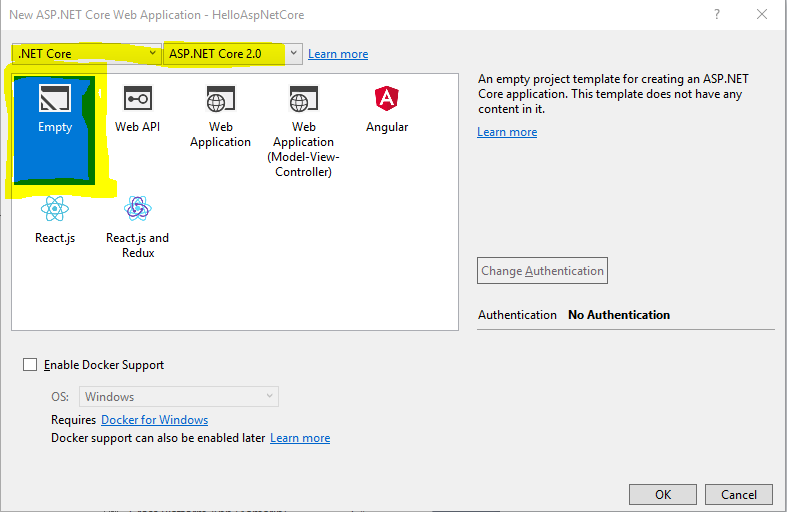 New ASP.NET Core Web Application - HelloAspNetCore
?
.NET Core
ASP.NET Core 2.0
Learn more
Empty
Web API
Web
Application
Web
Application
(Model-View-
Controller)
Angular
React.js
React.js and
Redux
An empty project template for creating an ASP.NET
Core application. This template does not have any
content in it.
Learn more
Change Authentication
Authentication No Authentication
Enable Docker Support
OS: Windows
Requires Docker for Windows
Docker support can also be enabled later Learn more
OK
Cancel